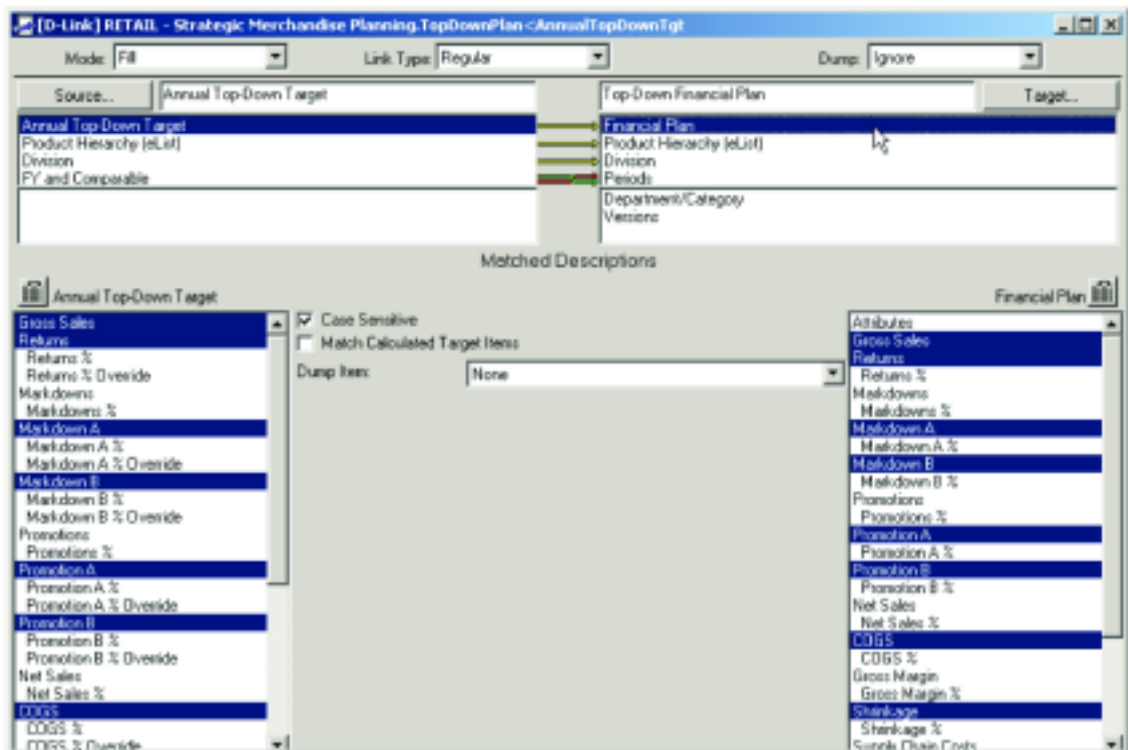 [D-Link] RETAIL - Strategic Merchandise Planning.TopDownPlan<AnnualTopDownTgt
Mode: Fill Link Type: Regular Dump: Ignore
Source... Annual Top-Down Target Top-Down Financial Plan Target...
Annual Top-Down Target Financial Plan
Product Hierarchy (eList) Product Hierarchy (eList)
Division Division
FY and Comparable Periods
Department/Category
Versions
Matched Descriptions
Annual Top-Down Target Financial Plan
Gross Sales
Returns
Returns %
Returns % Override
Markdowns
Markdowns %
Markdown A
Markdown A %
Markdown A % Override
Markdown B
Markdown B %
Markdown B % Override
Promotions
Promotions %
Promotion A
Promotion A %
Promotion A % Override
Promotion B
Promotion B %
Promotion B % Override
Net Sales
Net Sales %
COGS
COGS %
COGS % Override
Case Sensitive
Match Calculated Target Items
Dump Item: None
Attributes
Gross Sales
Returns
Returns %
Markdowns
Markdowns %
Markdown A
Markdown A %
Markdown B
Markdown B %
Promotions
Promotions %
Promotion A
Promotion A %
Promotion B
Promotion B %
Net Sales
Net Sales %
COGS
COGS %
Gross Margin
Gross Margin %
Shrinkage
Shrinkage %
Supply Chain Costs